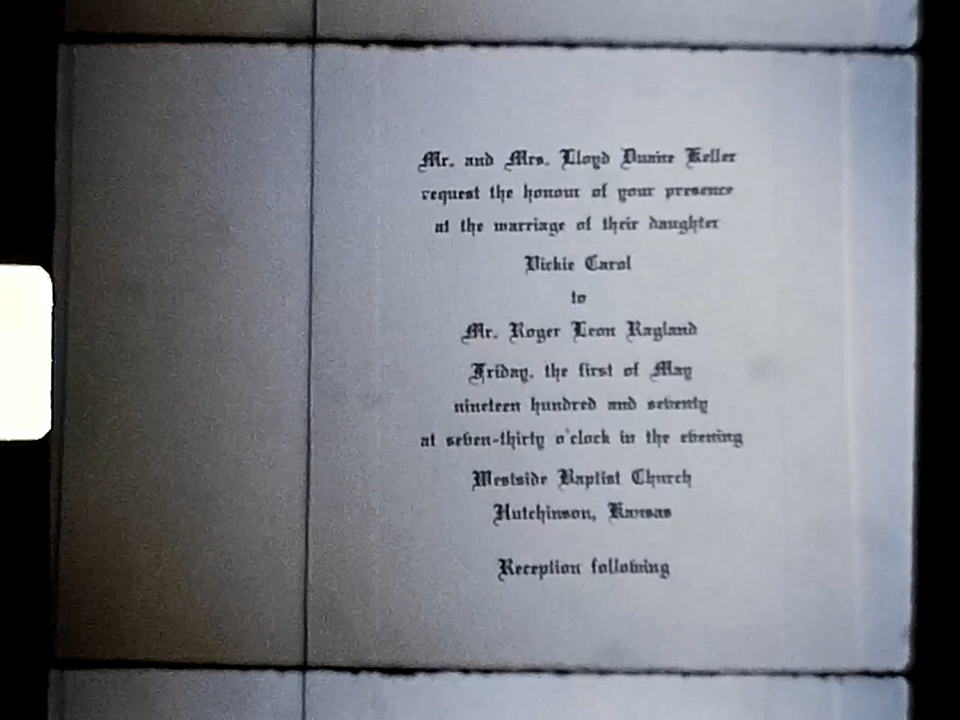 Mr. and Mrs. Lloyd Duane Keller
request the honour of your presence
at the marriage of their daughter
Vickie Carol
to
Mr. Roger Leon Ragland
Friday, the first of May
nineteen hundred and seventy
at seven-thirty o'clock in the evening
Westside Baptist Church
Hutchinson, Kansas
Reception following